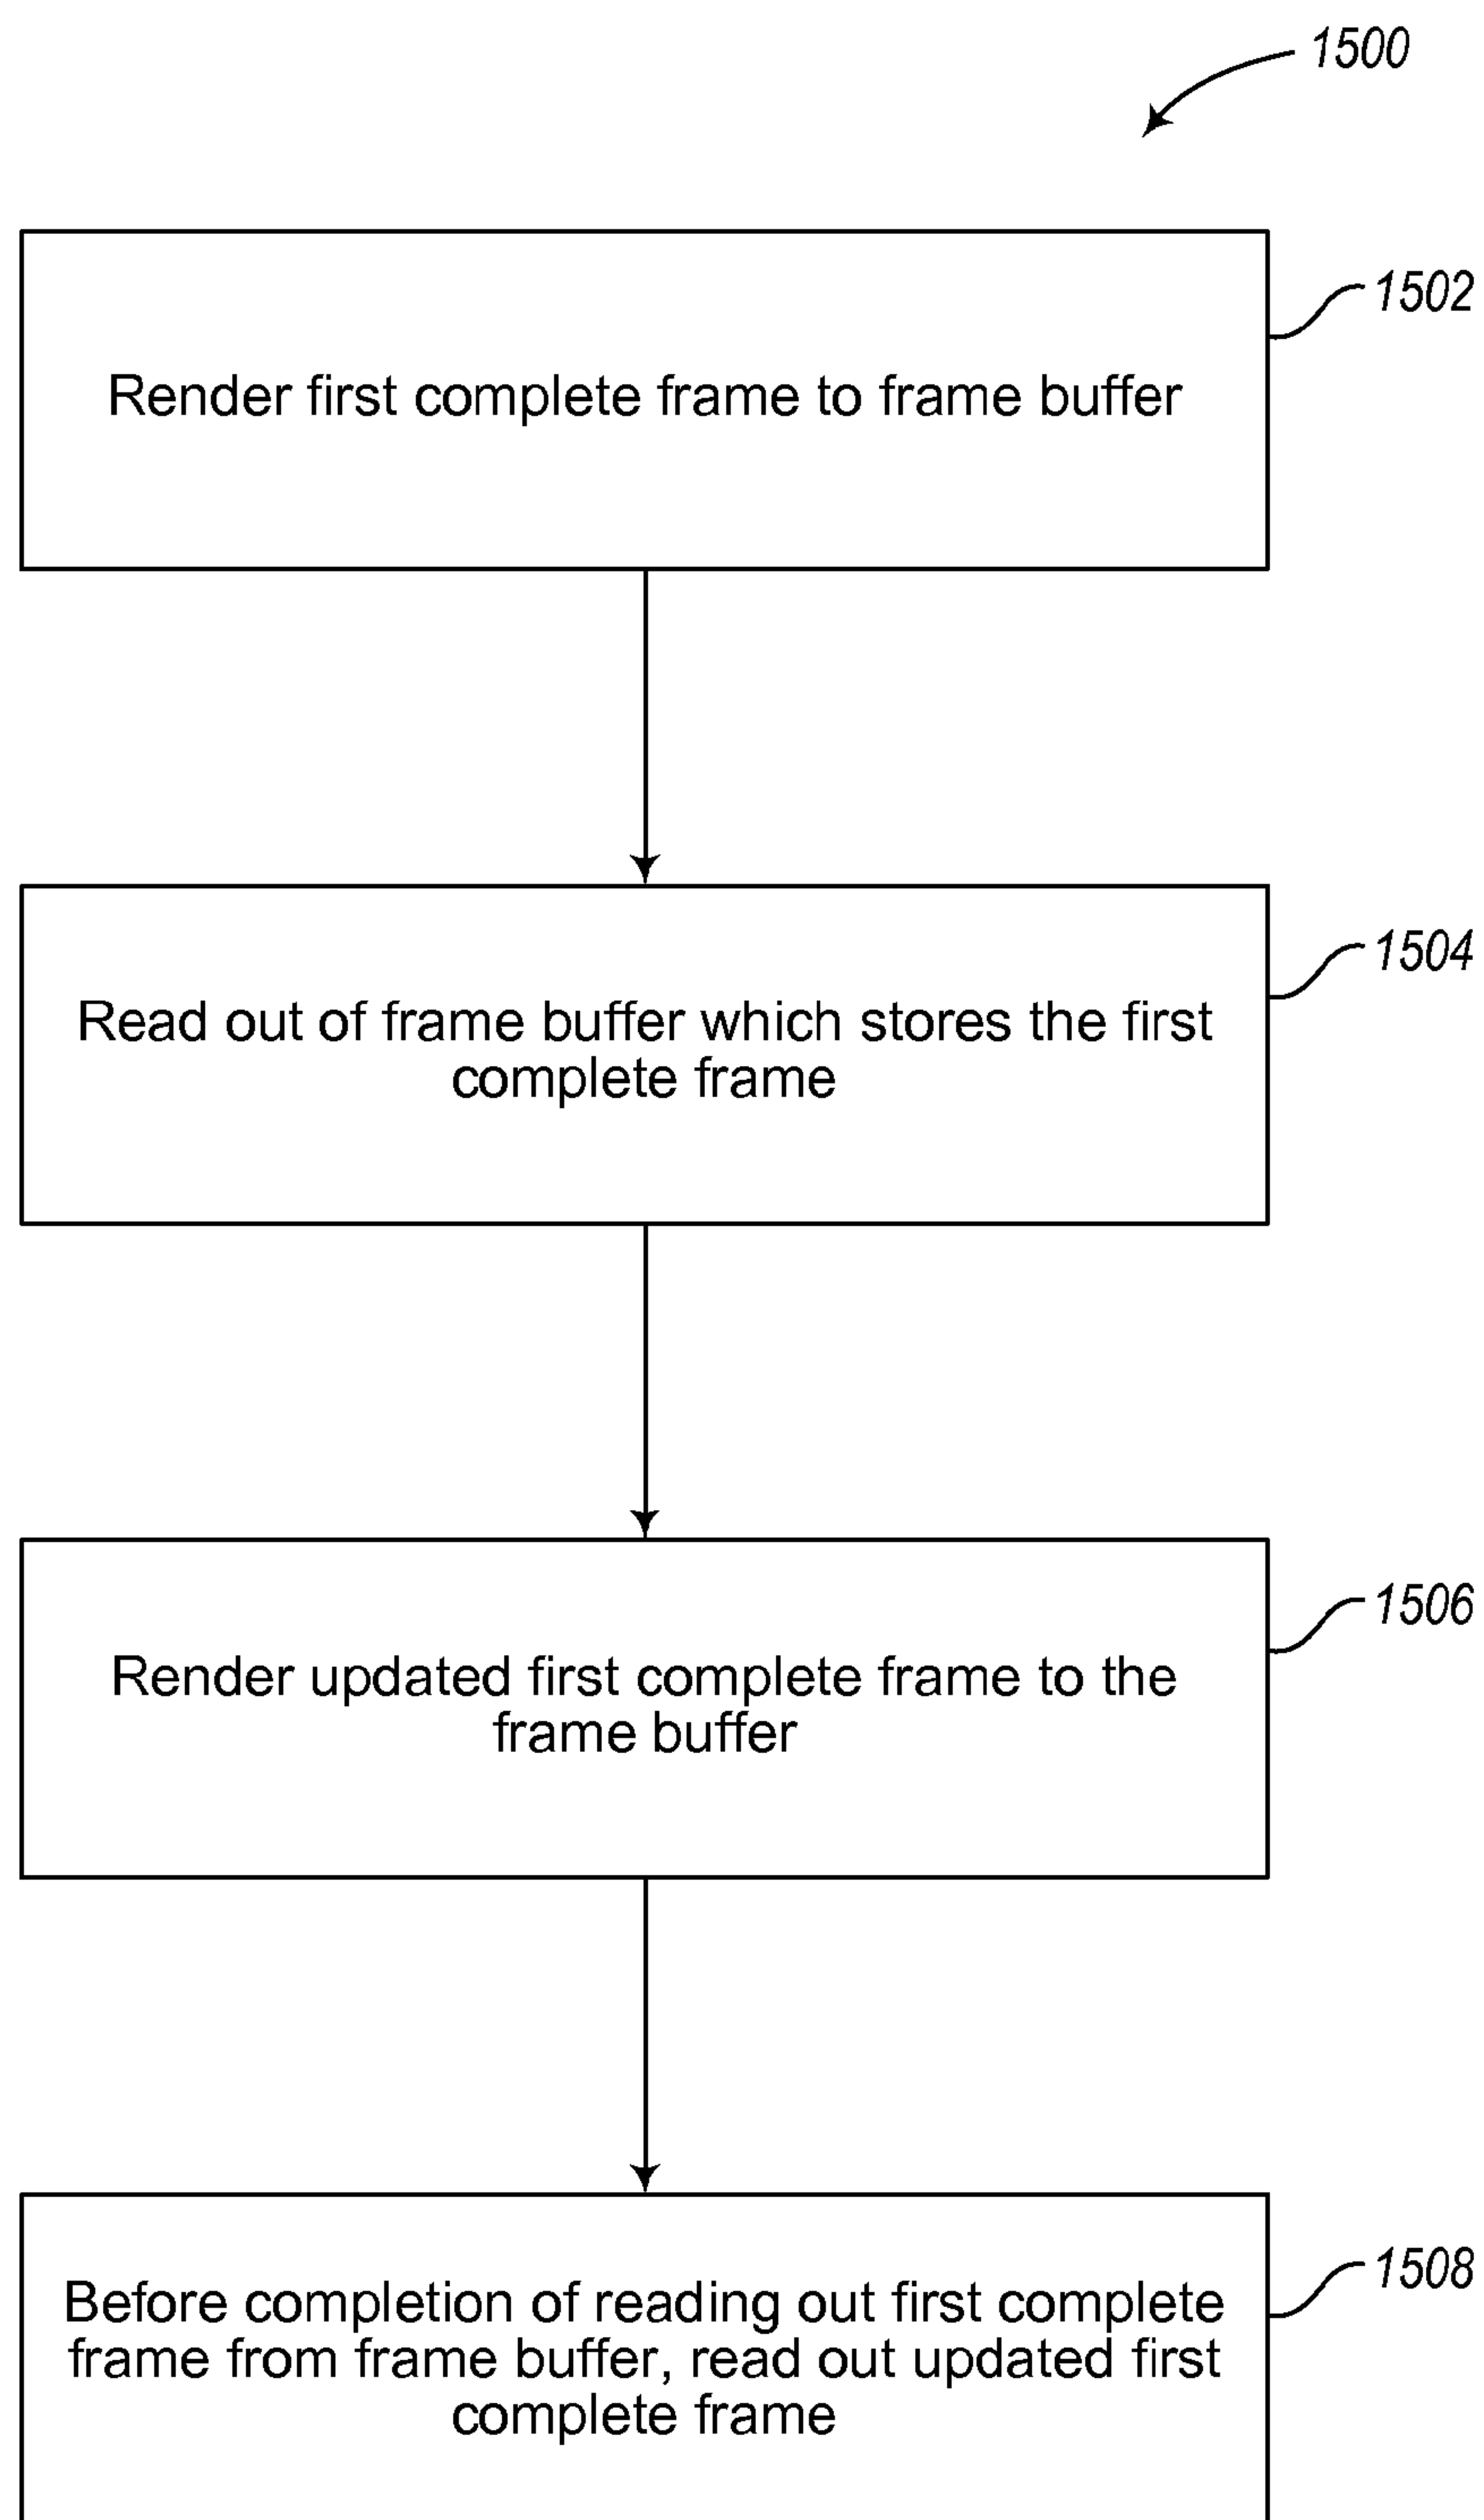 1500
1502
Render first complete frame to frame buffer
1504
Read out of frame buffer which stores the first
complete frame
1506
Render updated first complete frame to the
frame buffer
1508
Before completion of reading out first complete
frame from frame buffer, read out updated first
complete frame